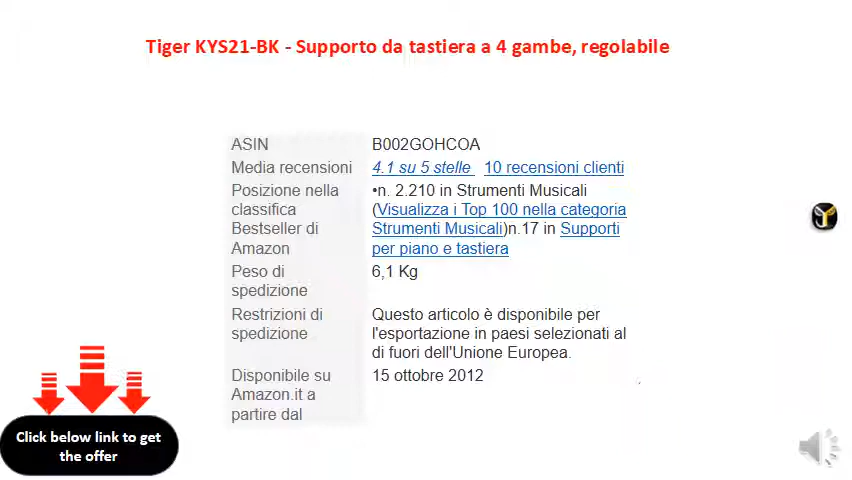 Tiger KYS21-BK - Supporto da tastiera a 4 gambe, regolabile
ASIN B002GOHCOA
Media recensioni 4.1 su 5 stelle 10 recensioni clienti
Posizione nella •n. 2.210 in Strumenti Musicali
classifica (Visualizza i Top 100 nella categoria
Bestseller di Strumenti Musicali)n.17 in Supporti
Amazon per piano e tastiera
Peso di 6,1 Kg
spedizione
Restrizioni di Questo articolo è disponibile per
spedizione l'esportazione in paesi selezionati al
di fuori dell'Unione Europea.
Disponibile su 15 ottobre 2012
Amazon.it a
partire dal
Click below link to get
the offer